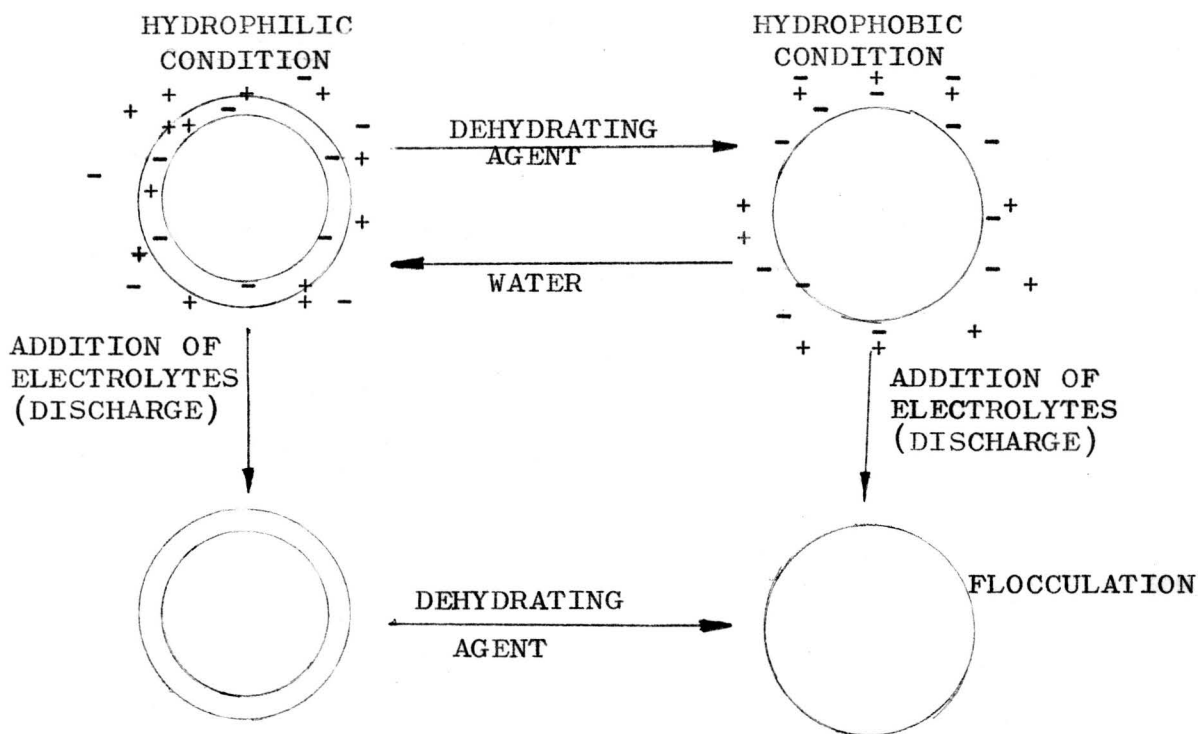 HYDROPHILIC
CONDITION
HYDROPHOBIC
CONDITION
DEHYDRATING
AGENT
WATER
ADDITION OF
ELECTROLYTES
(DISCHARGE)
ADDITION OF
ELECTROLYTES
(DISCHARGE)
DEHYDRATING
AGENT
FLOCCULATION